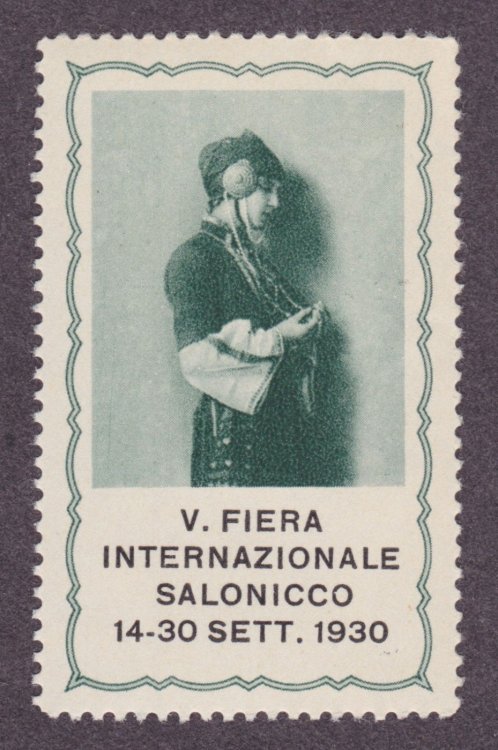 V. FIERA
INTERNAZIONALE
SALONICCO
14-30 SETT. 1930